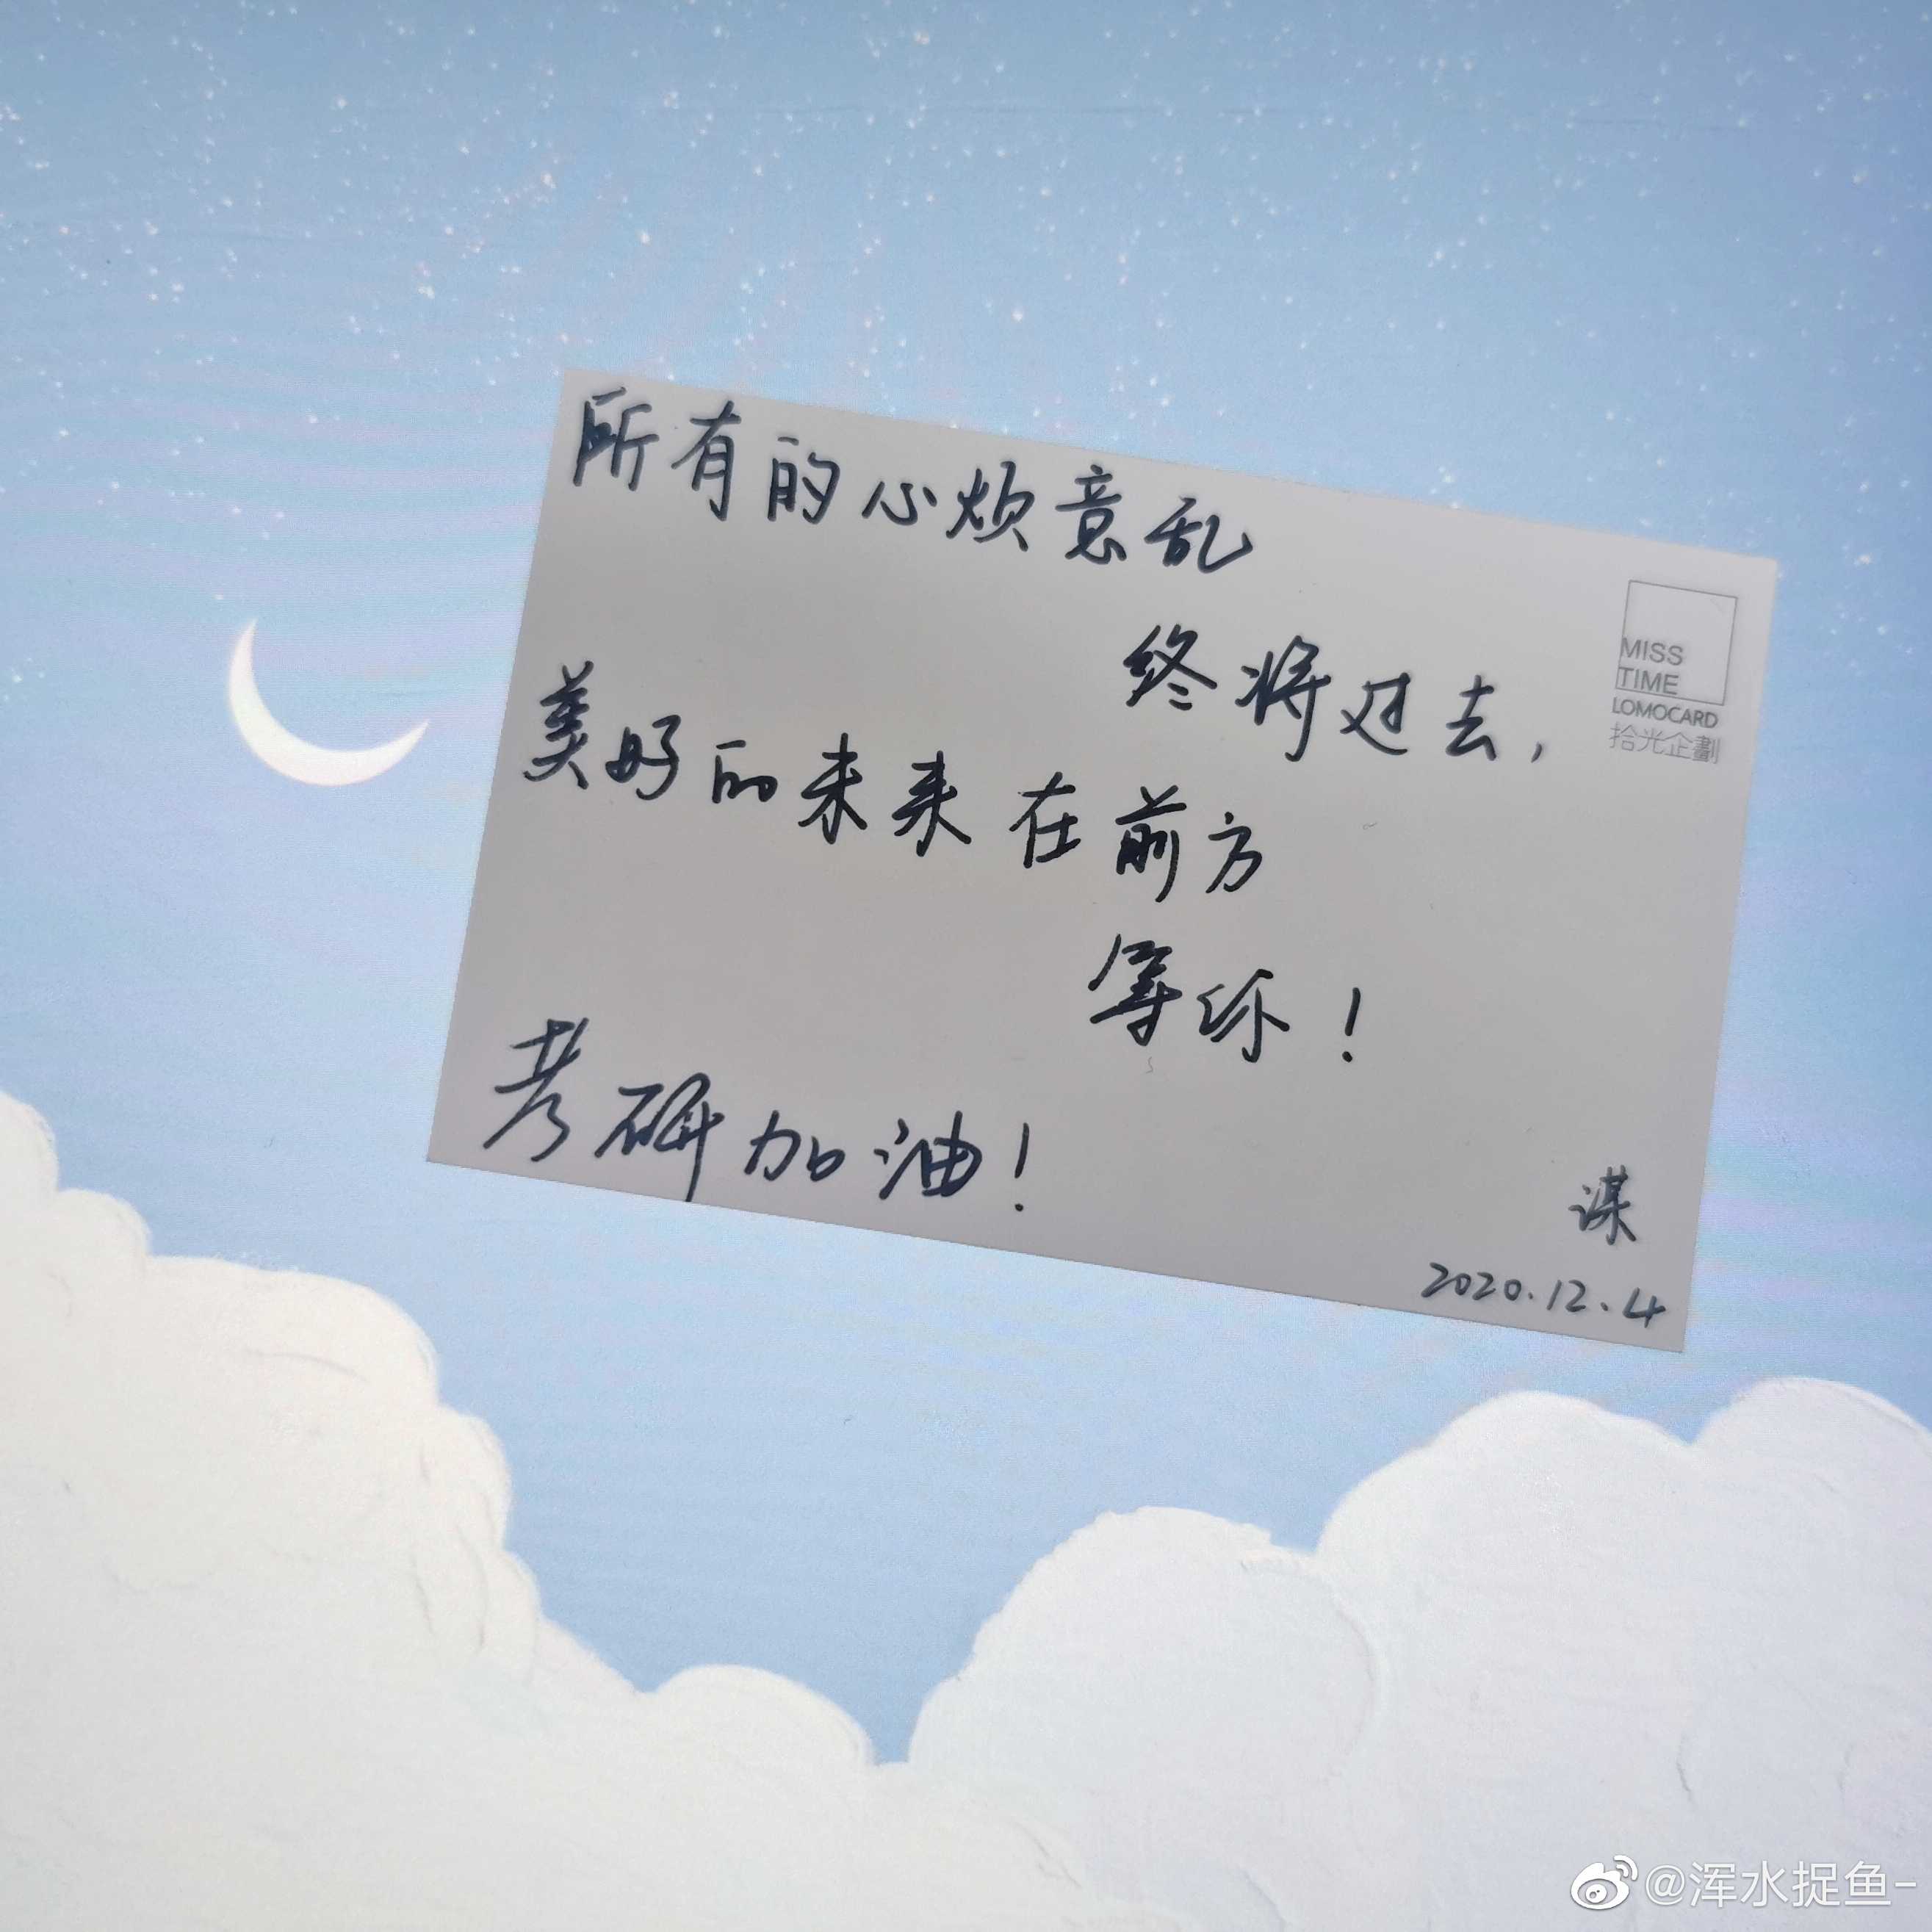 所有的心烦意乱
终将过去，
美好的未来在前方
等你！
考研加油！
谋
2020.12.4
MISS
TIME
LOMOCARD
拾光企劃
@浑水捉鱼-